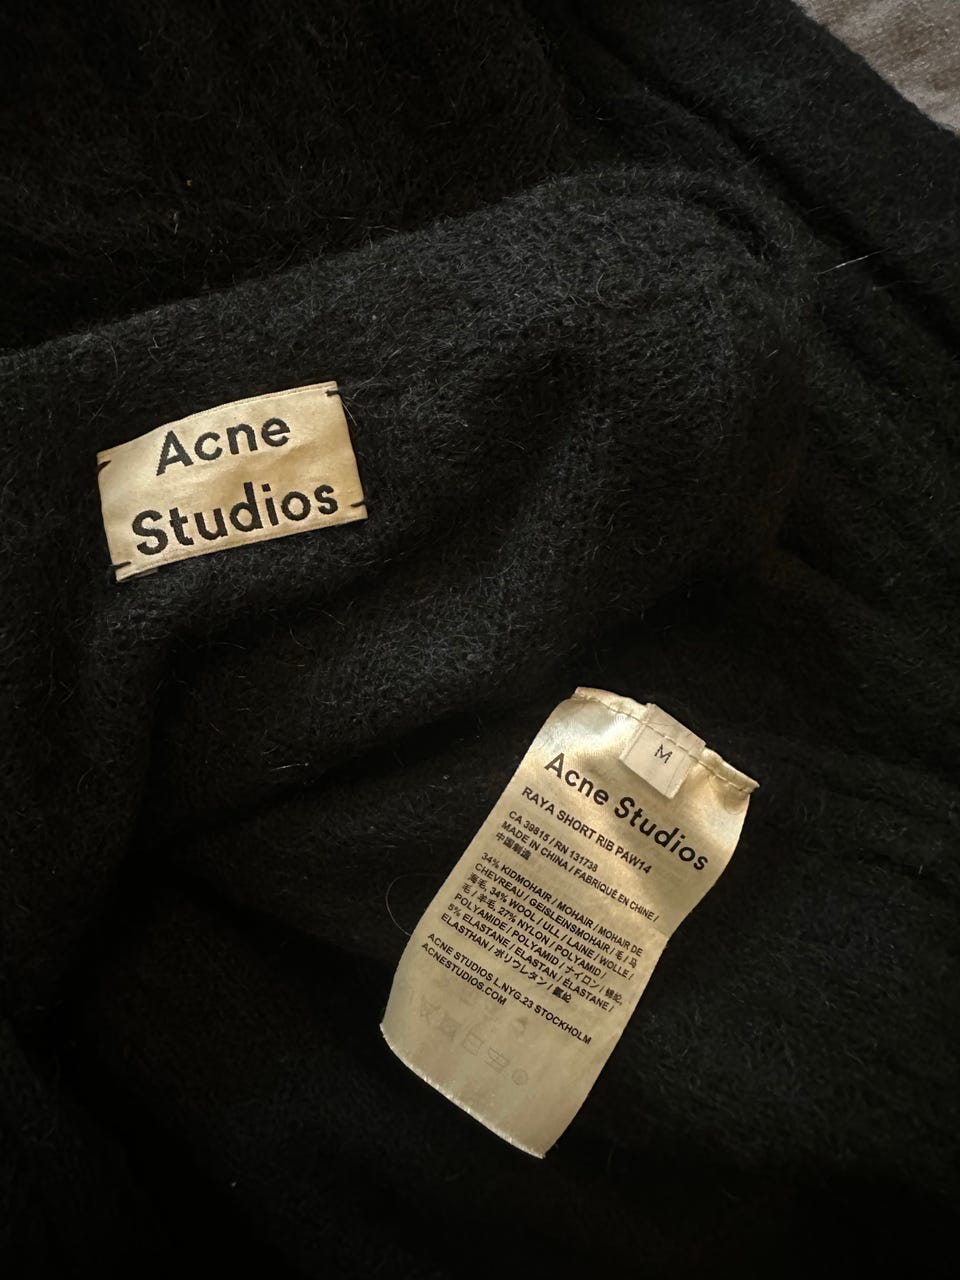 Acne
Studios
M
Acne Studios
RAYA SHORT RIB PAW14
CA 39815 / RN 131738
MADE IN CHINA / FABRIQUÉ EN CHINE /
中国制造
34% KIDMOHAIR / MOHAIR / MOHAIR DE
CHEVREAU / GEISLEINSMOHAIR / 毛 / 马
海毛, 34% WOOL / ULL / LAINE / WOLLE /
毛 / 羊毛, 27% NYLON / POLYAMID /
POLYAMIDE / POLYAMID / ナイロン / 锦纶,
5% ELASTANE / ELASTAN / ÉLASTANE /
ELASTHAN / ポリウレタン / 氨纶
ACNE STUDIOS L.NYG.23 STOCKHOLM
ACNESTUDIOS.COM